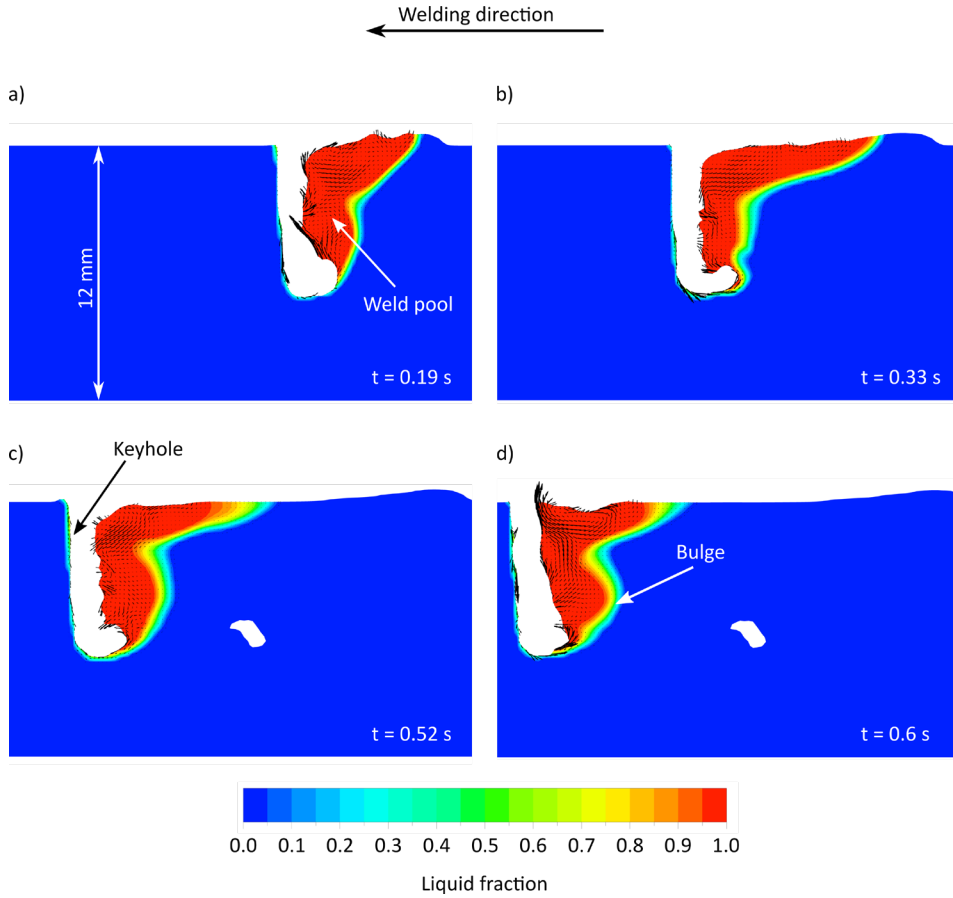 Welding direction
a)
b)
12 mm
Weld pool
t = 0.19 s
t = 0.33 s
c)
Keyhole
d)
Bulge
t = 0.52 s
t = 0.6 s
0.0 0.1 0.2 0.3 0.4 0.5 0.6 0.7 0.8 0.9 1.0
Liquid fraction